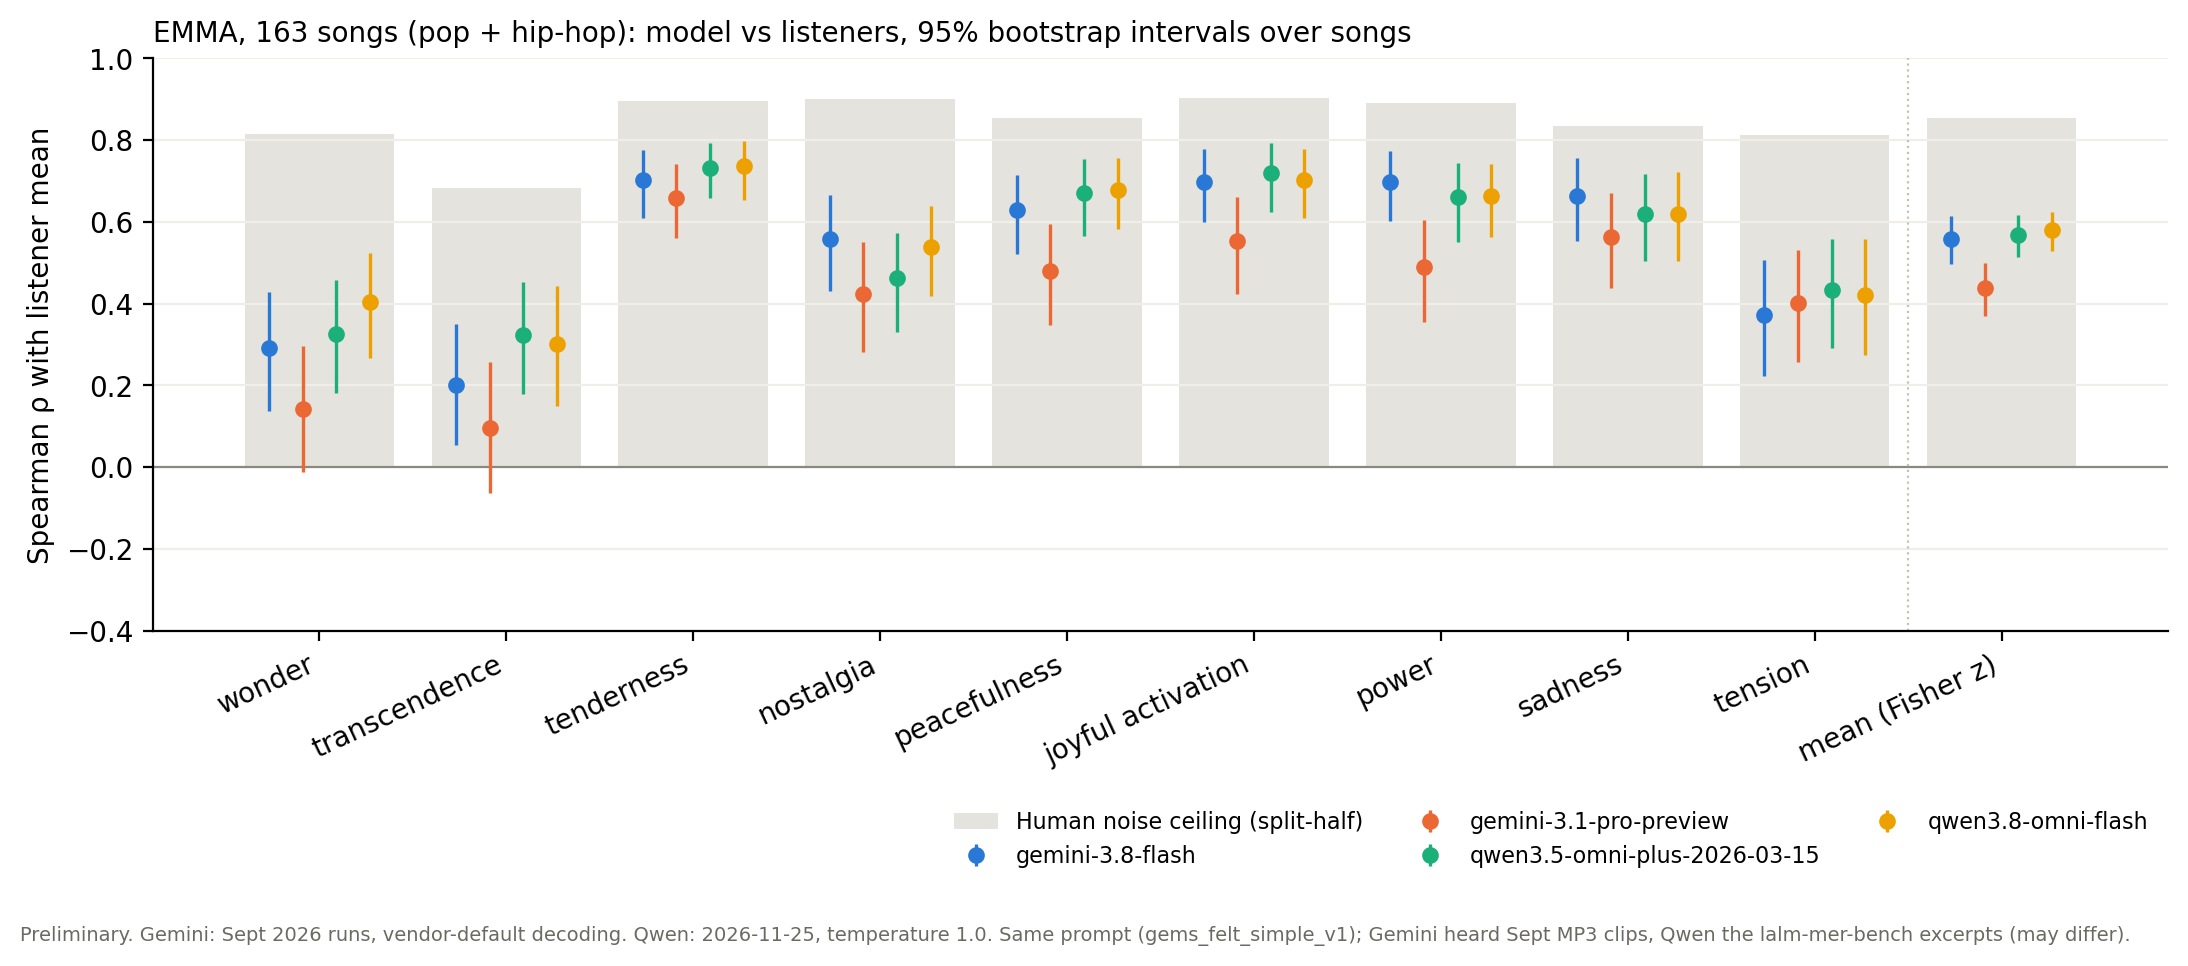 EMMA, 163 songs (pop + hip-hop): model vs listeners, 95% bootstrap intervals over songs
Spearman ρ with listener mean
1.0
0.8
0.6
0.4
0.2
0.0
−0.2
−0.4
wonder
transcendence
tenderness
nostalgia
peacefulness
joyful activation
power
sadness
tension
mean (Fisher z)
Human noise ceiling (split-half)
gemini-3.8-flash
gemini-3.1-pro-preview
qwen3.5-omni-plus-2026-03-15
qwen3.8-omni-flash
Preliminary. Gemini: Sept 2026 runs, vendor-default decoding. Qwen: 2026-11-25, temperature 1.0. Same prompt (gems_felt_simple_v1); Gemini heard Sept MP3 clips, Qwen the lalm-mer-bench excerpts (may differ).